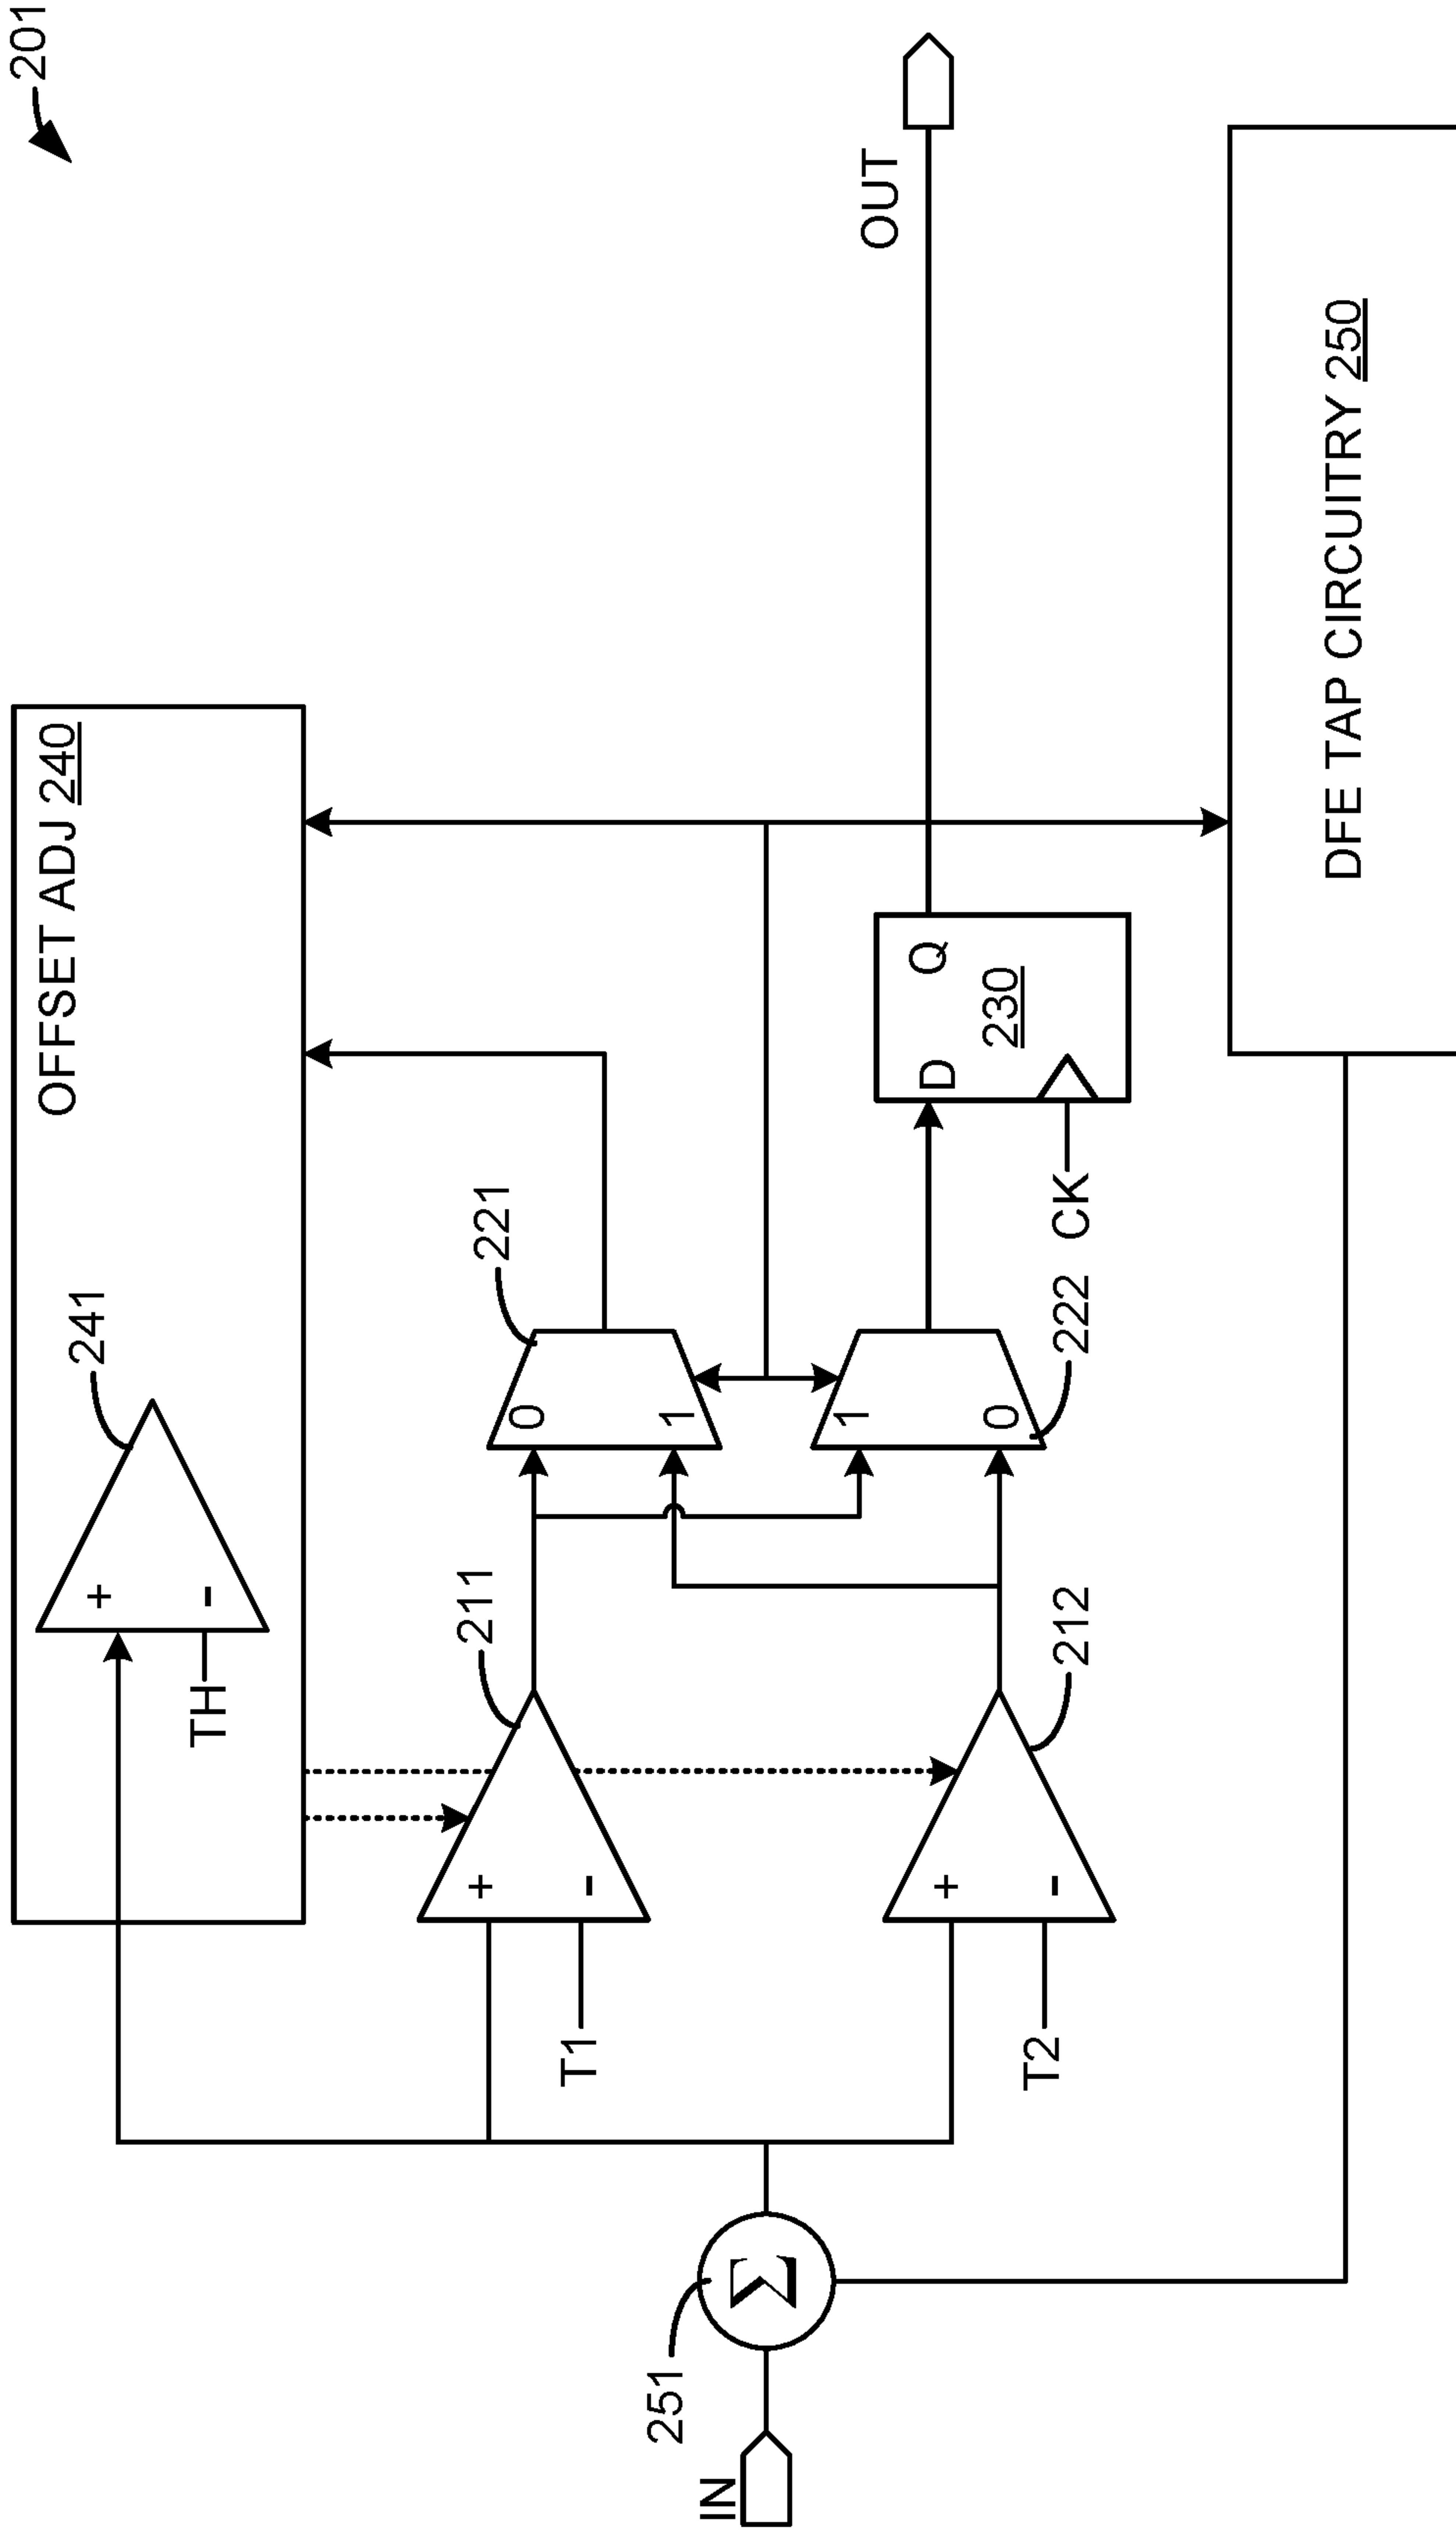 201
OFFSET ADJ 240
241
+
-
TH
211
+
-
T1
221
0
1
OUT
1
0
222
212
+
-
T2
D
Q
230
CK
251
Σ
IN
DFE TAP CIRCUITRY 250